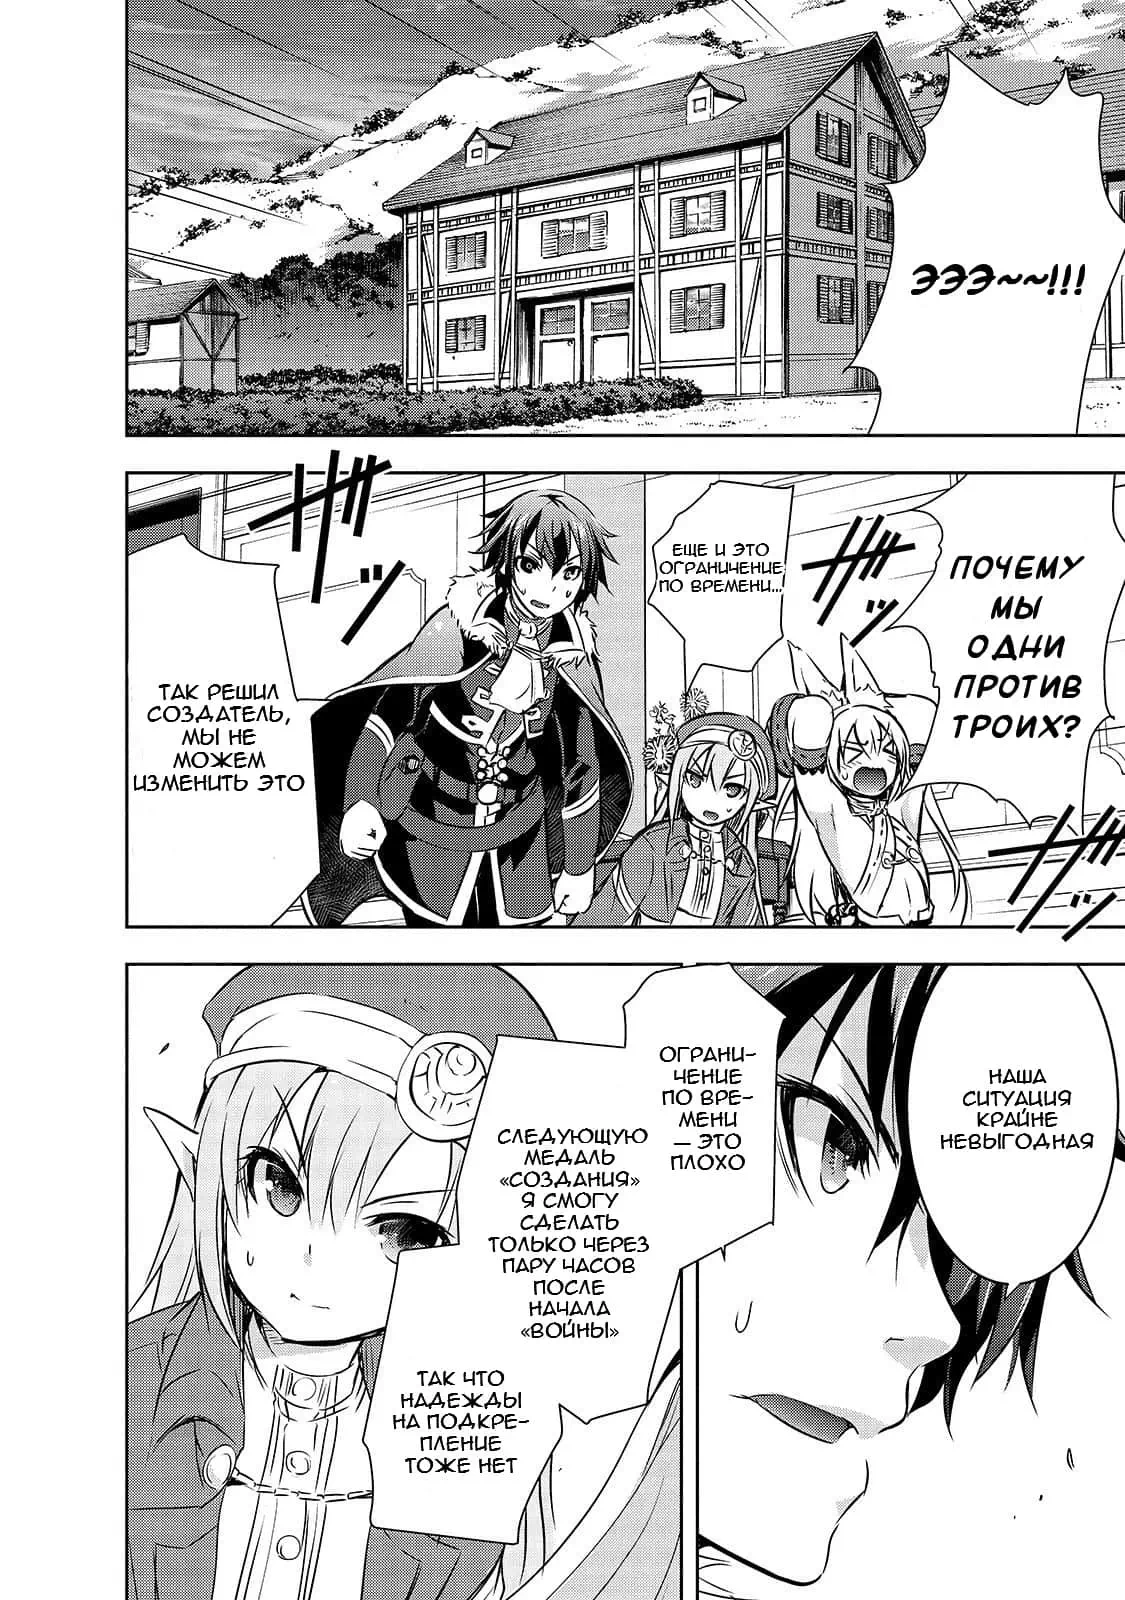 ЭЭЭ~~!!!
ПОЧЕМУ
МЫ
ОДНИ
ПРОТИВ
ТРОИХ?
ЕЩЕ И ЭТО
ОГРАНИЧЕНИЕ
ПО ВРЕМЕНИ...
ТАК РЕШИЛ
СОЗДАТЕЛЬ,
МЫ НЕ
МОЖЕМ
ИЗМЕНИТЬ ЭТО
НАША
СИТУАЦИЯ
КРАЙНЕ
НЕВЫГОДНАЯ
ОГРАНИ-
ЧЕНИЕ
ПО ВРЕ-
МЕНИ
— ЭТО
ПЛОХО
СЛЕДУЮЩУЮ
МЕДАЛЬ
«СОЗДАНИЯ»
Я СМОГУ
СДЕЛАТЬ
ТОЛЬКО ЧЕРЕЗ
ПАРУ ЧАСОВ
ПОСЛЕ
НАЧАЛА
«ВОЙНЫ»
ТАК ЧТО
НАДЕЖДЫ
НА ПОДКРЕ-
ПЛЕНИЕ
ТОЖЕ НЕТ